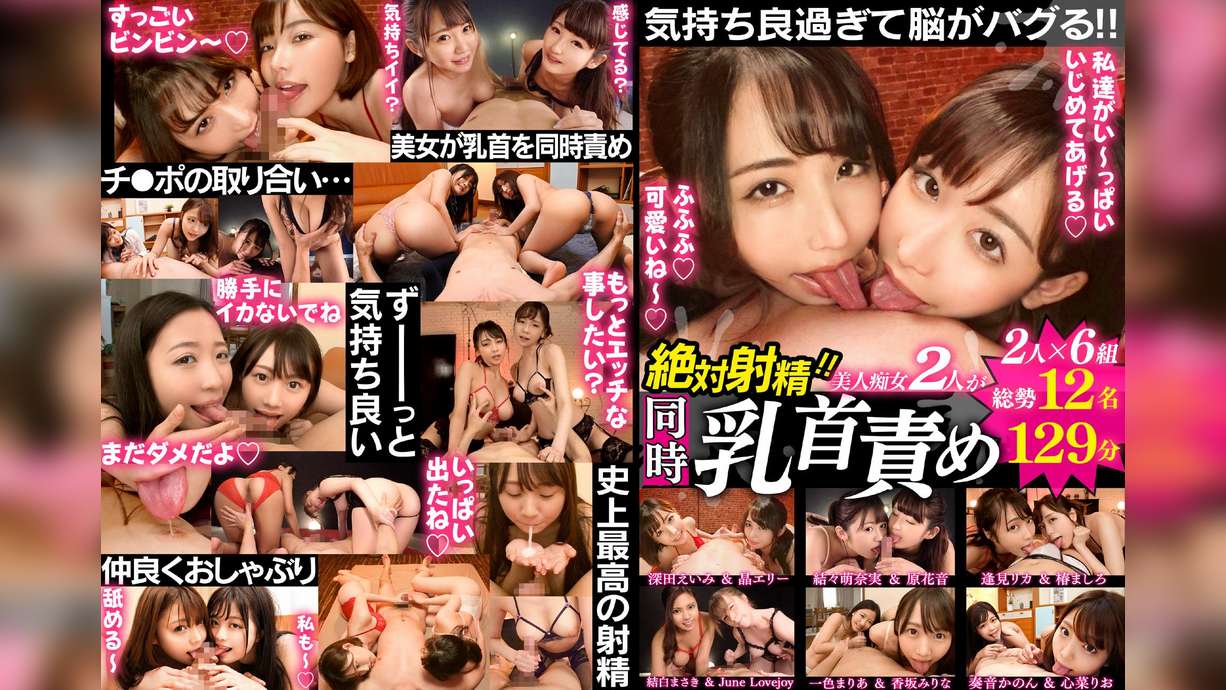 すっごい
ビンビン～♡
気持ちイイ？
感じてる？
美女が乳首を同時責め
チ●ポの取り合い…
勝手に
イカないでね
ずーーーっと
気持ち良い
もっとエッチな
事したい？
まだダメだよ♡
いっぱい
出たね♡
史上最高の射精
仲良くおしゃぶり
舐める～
私も～♡
気持ち良過ぎて脳がバグる!!
私達がい～っぱい
いじめてあげる♡
ふふふ♡
可愛いね～♡
絶対射精!!
美人痴女2人が
同時
乳首責め
2人×6組
総勢12名
129分
深田えいみ & 晶エリー
結々萌奈実 & 原花音
逢見リカ & 椿ましろ
結白まさき & June Lovejoy
一色まりあ & 香坂みりな
奏音かのん & 心菜りお